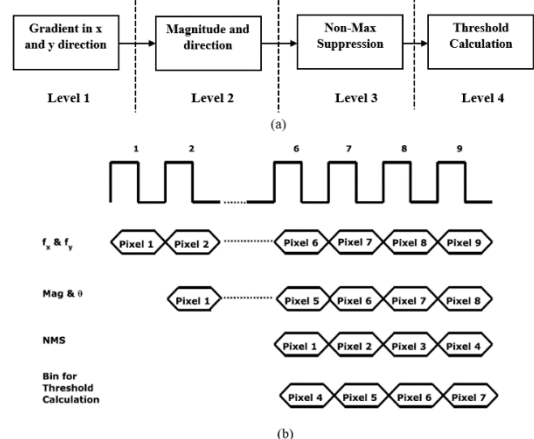 Gradient in x
and y direction
Magnitude and
direction
Non-Max
Suppression
Threshold
Calculation
Level 1
Level 2
Level 3
Level 4
(a)
1 2 6 7 8 9
f_x & f_y
Pixel 1 Pixel 2 Pixel 6 Pixel 7 Pixel 8 Pixel 9
Mag & θ
Pixel 1 Pixel 5 Pixel 6 Pixel 7 Pixel 8
NMS
Pixel 1 Pixel 2 Pixel 3 Pixel 4
Bin for
Threshold
Calculation
Pixel 4 Pixel 5 Pixel 6 Pixel 7
(b)